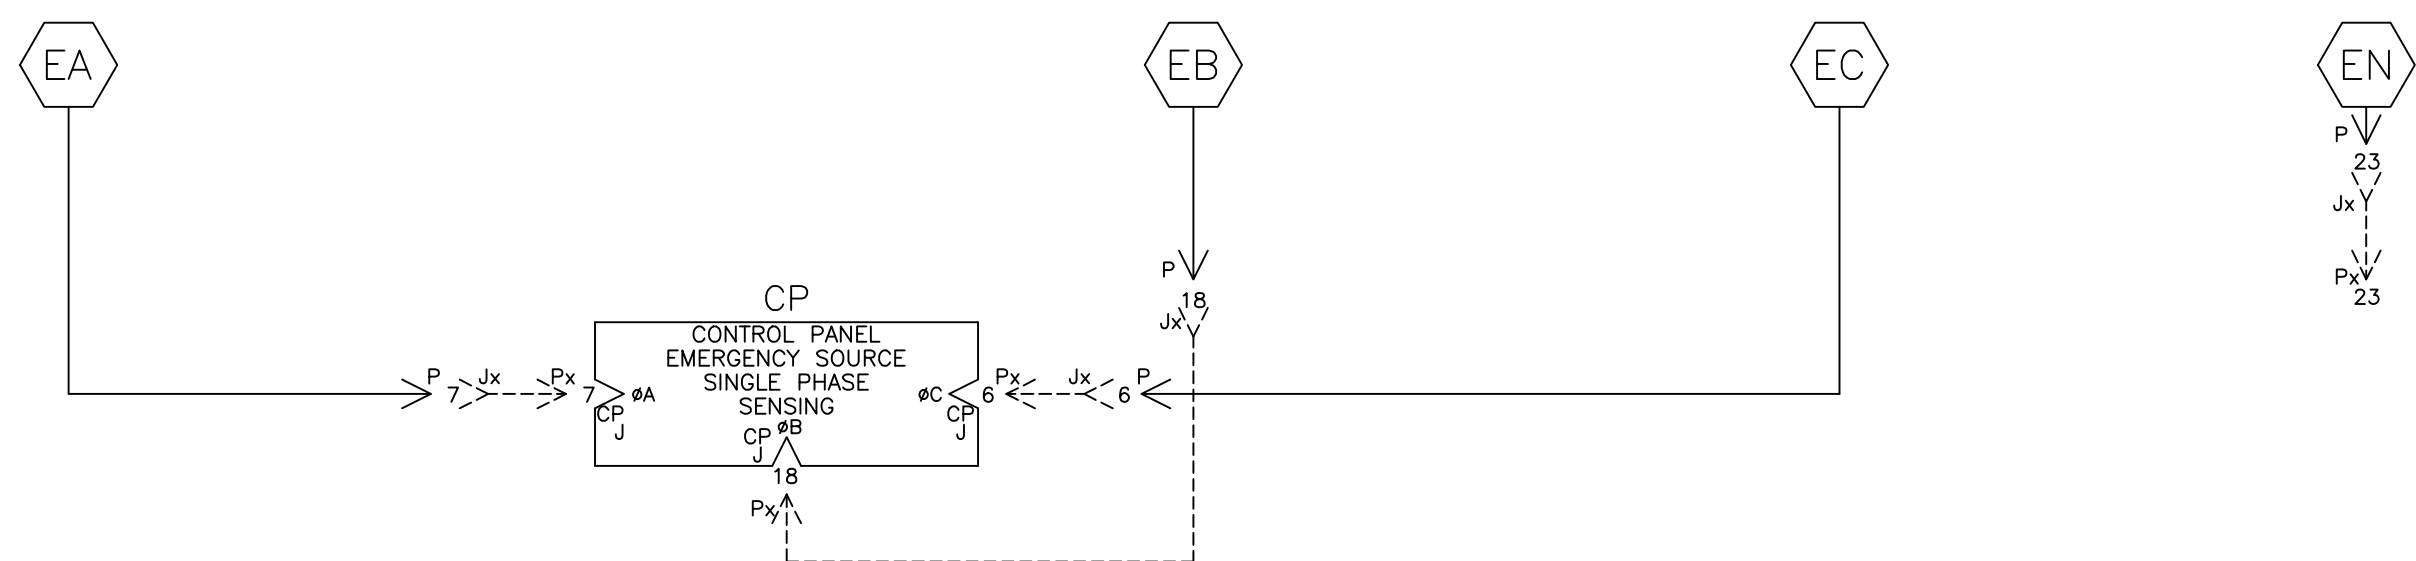 EA
EB
EC
EN
P
23
Jx
Px
23
P
18
Jx
CP
CONTROL PANEL
EMERGENCY SOURCE
SINGLE PHASE
SENSING
P
7
Jx
Px
7
øA
CP
J
øC
6
Px
Jx
6
P
CP
J
øB
CP
J
18
Px